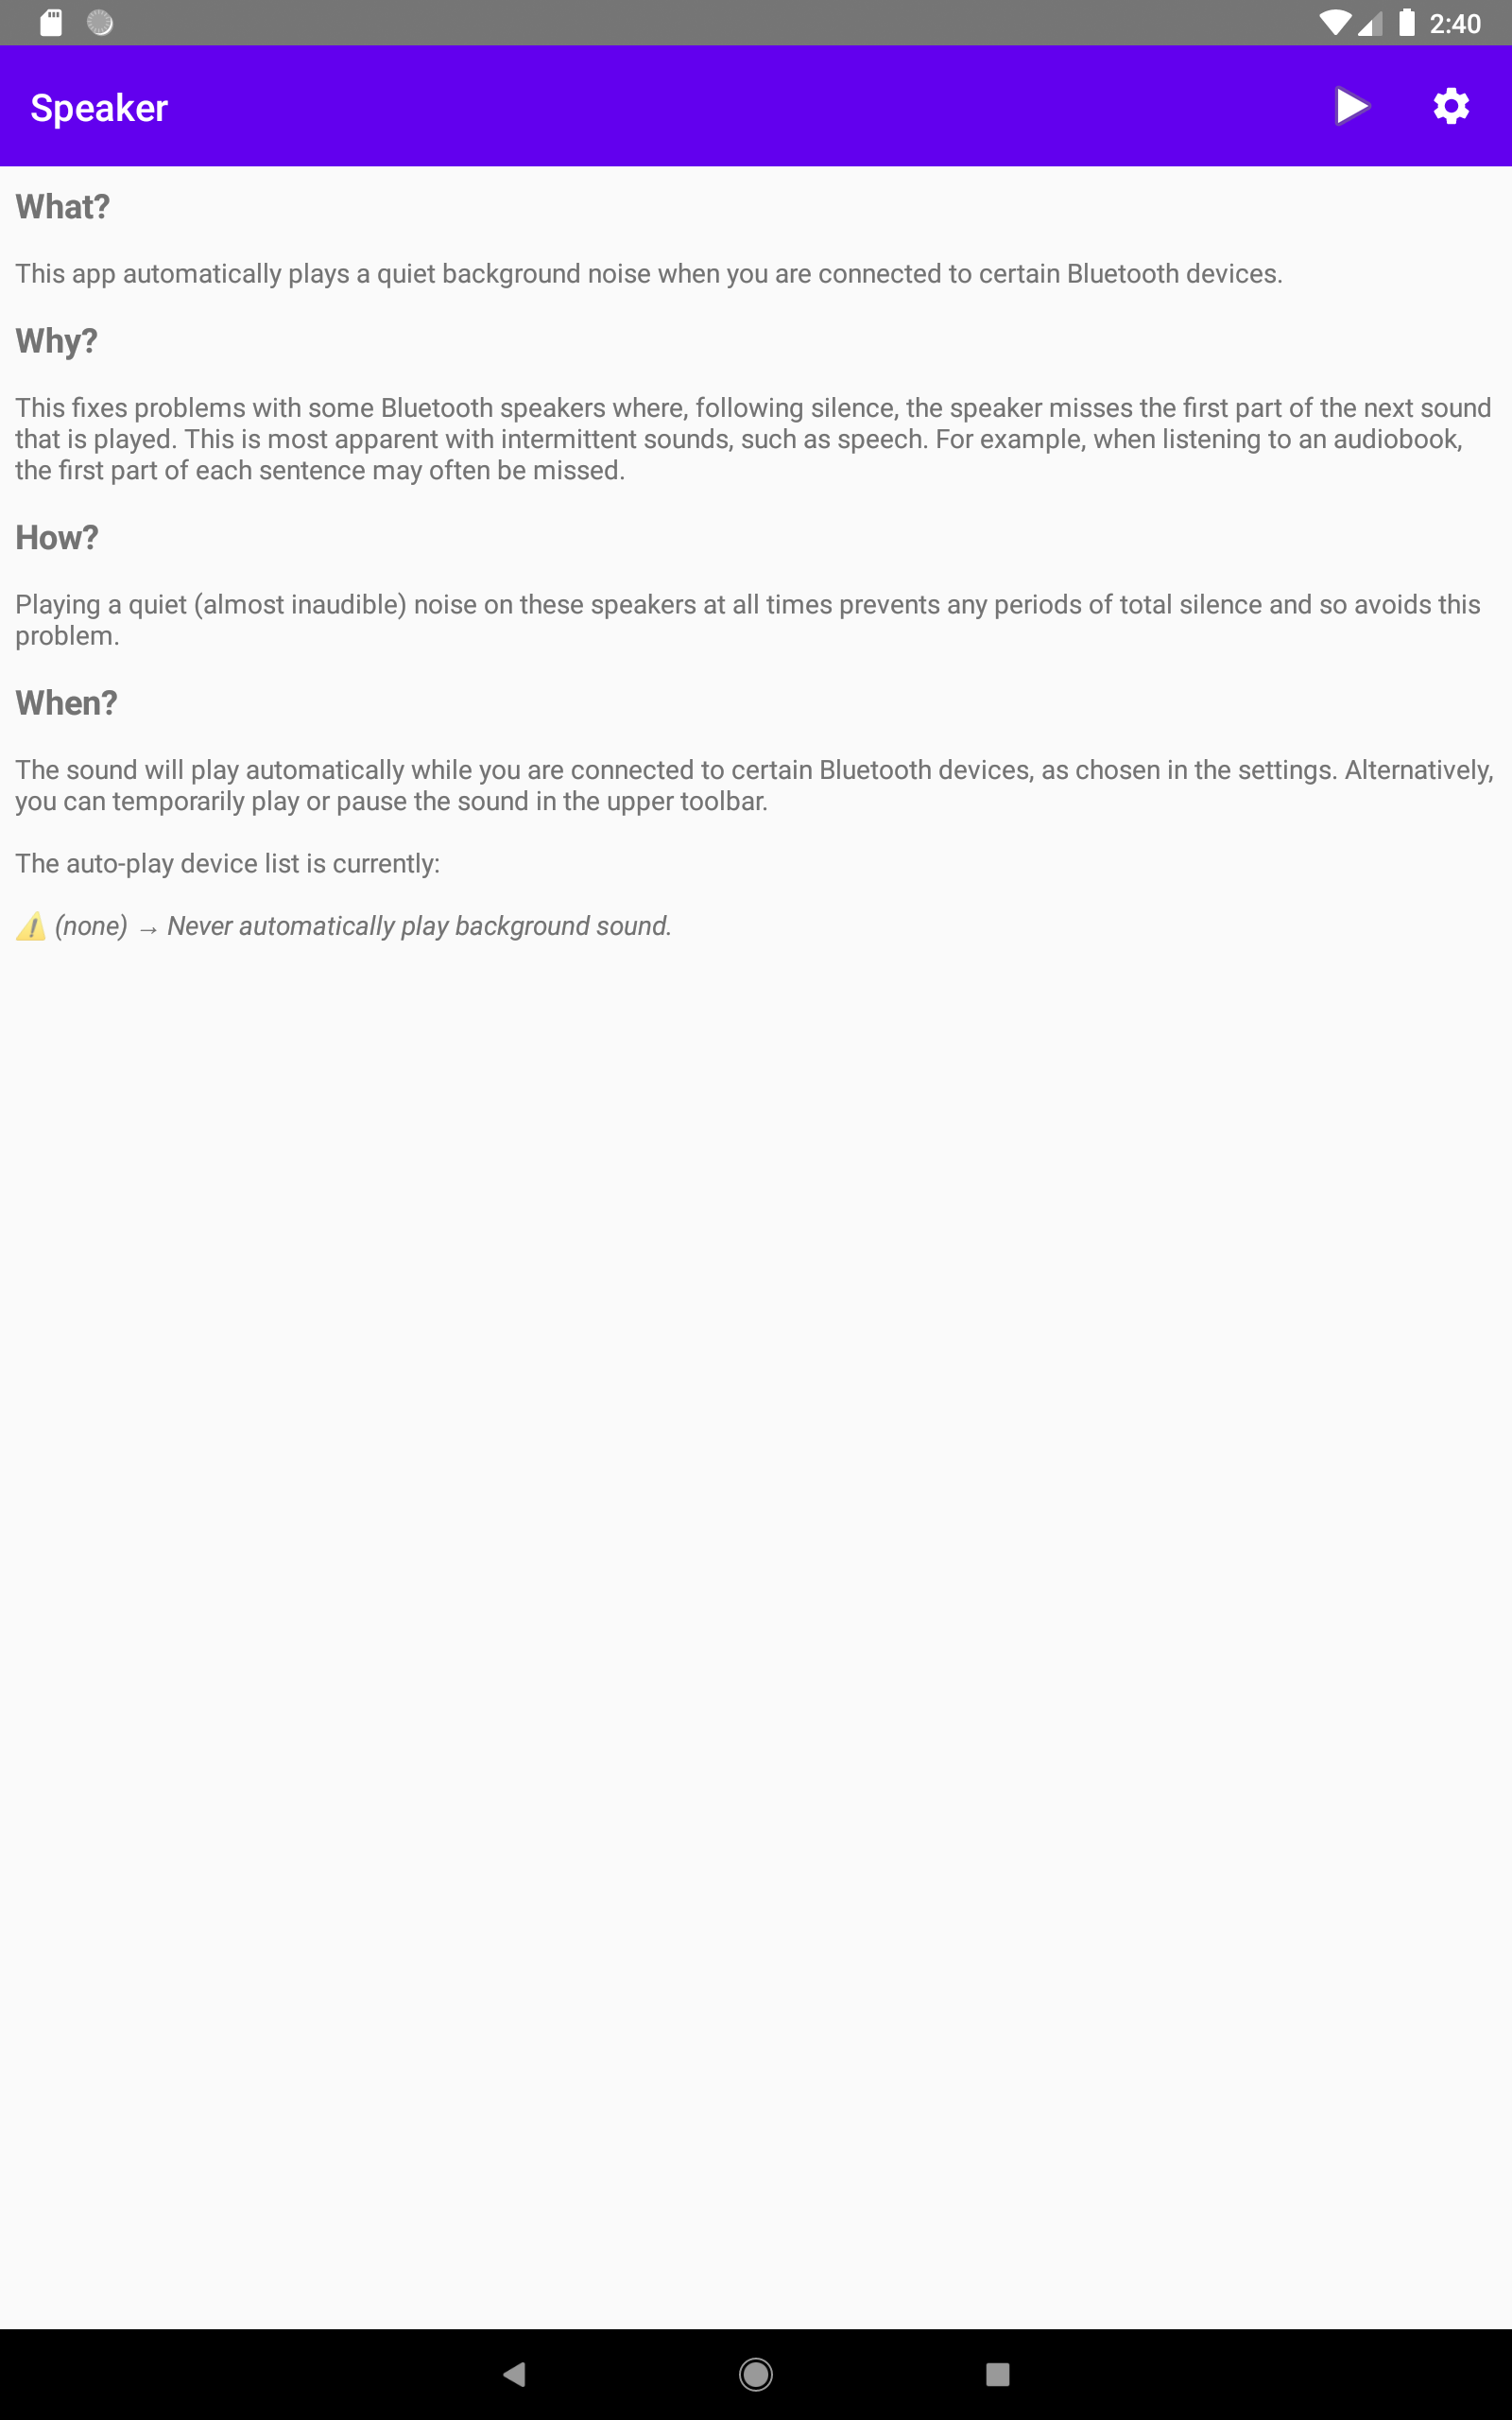 2:40
Speaker
What?
This app automatically plays a quiet background noise when you are connected to certain Bluetooth devices.
Why?
This fixes problems with some Bluetooth speakers where, following silence, the speaker misses the first part of the next sound
that is played. This is most apparent with intermittent sounds, such as speech. For example, when listening to an audiobook,
the first part of each sentence may often be missed.
How?
Playing a quiet (almost inaudible) noise on these speakers at all times prevents any periods of total silence and so avoids this
problem.
When?
The sound will play automatically while you are connected to certain Bluetooth devices, as chosen in the settings. Alternatively,
you can temporarily play or pause the sound in the upper toolbar.
The auto-play device list is currently:
⚠️ (none) → Never automatically play background sound.